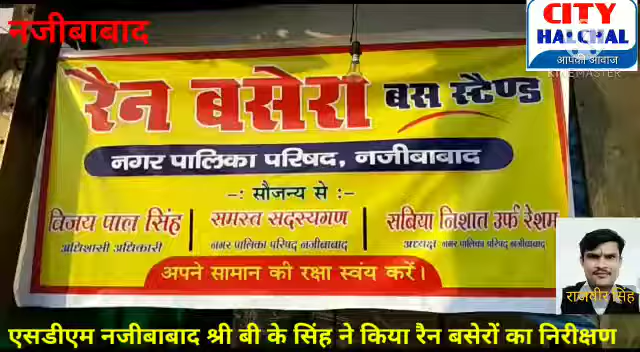 नजीबाबाद
CITY
HALCHAL
आपकी आवाज
KINEMASTER
रैन बसेरा बस स्टैण्ड
नगर पालिका परिषद, नजीबाबाद
-: सौजन्य से :-
विजय पाल सिंह
अधिशासी अधिकारी
समस्त सदस्यगण
नगर पालिका परिषद नजीबाबाद
सबिया निशात उर्फ रेशमा
अध्यक्ष नगर पालिका परिषद नजीबाबाद
अपने सामान की रक्षा स्वंय करें।
राजवीर सिंह
एसडीएम नजीबाबाद श्री बी के सिंह ने किया रैन बसेरों का निरीक्षण